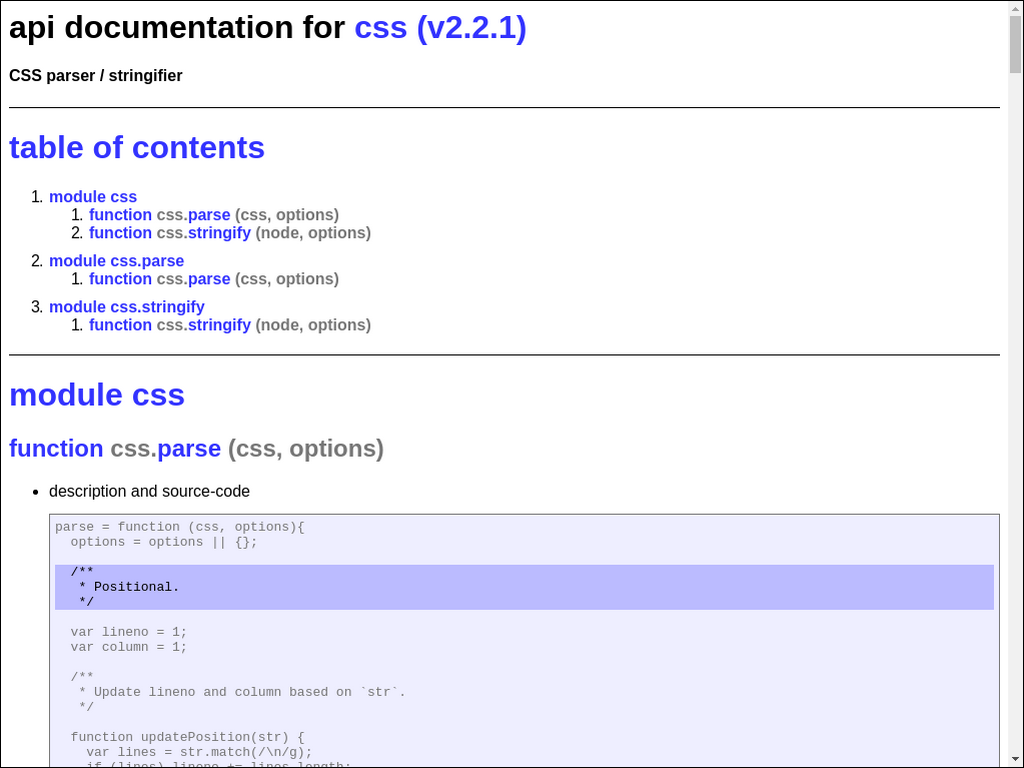 api documentation for css (v2.2.1)
CSS parser / stringifier
table of contents
1. module css
1. function css.parse (css, options)
2. function css.stringify (node, options)
2. module css.parse
1. function css.parse (css, options)
3. module css.stringify
1. function css.stringify (node, options)
module css
function css.parse (css, options)
• description and source-code
parse = function (css, options){
  options = options || {};
  /**
   * Positional.
   */
  var lineno = 1;
  var column = 1;
  /**
   * Update lineno and column based on `str`.
   */
  function updatePosition(str) {
    var lines = str.match(/\n/g);
    if (lines) lineno += lines.length;